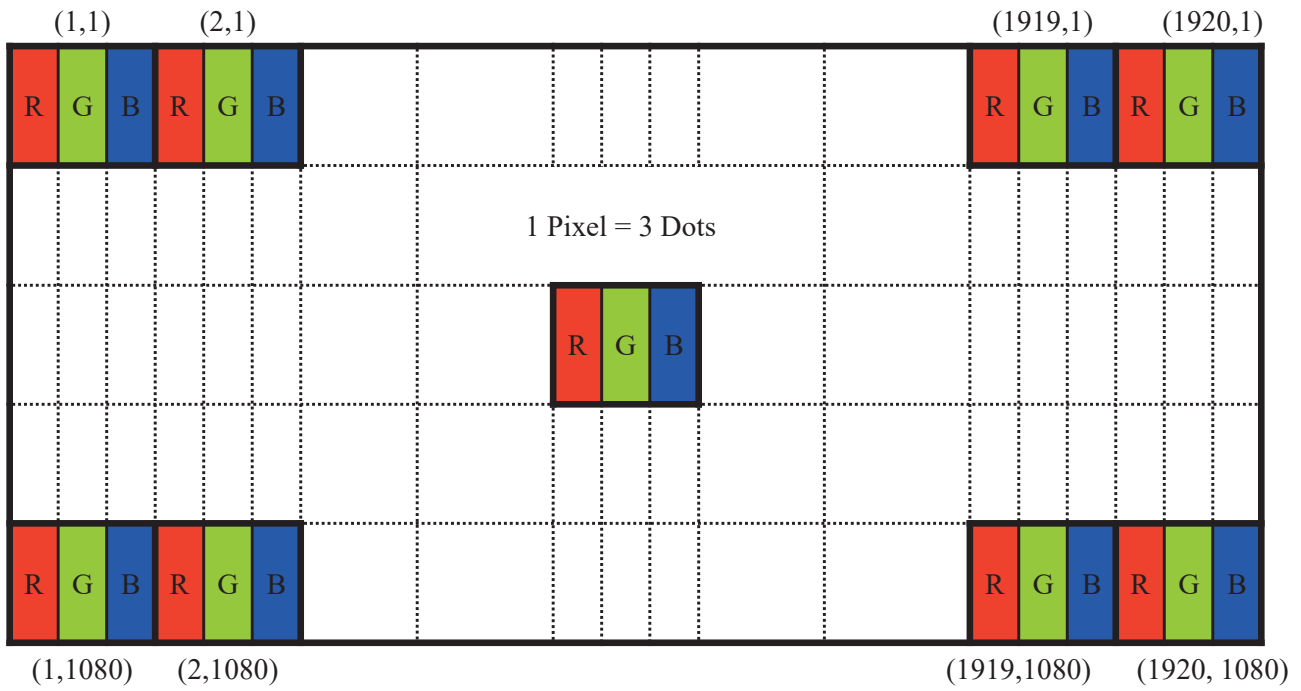 (1,1) (2,1) (1919,1) (1920,1)
R G B R G B R G B R G B
1 Pixel = 3 Dots
R G B
R G B R G B R G B R G B
(1,1080) (2,1080) (1919,1080) (1920, 1080)